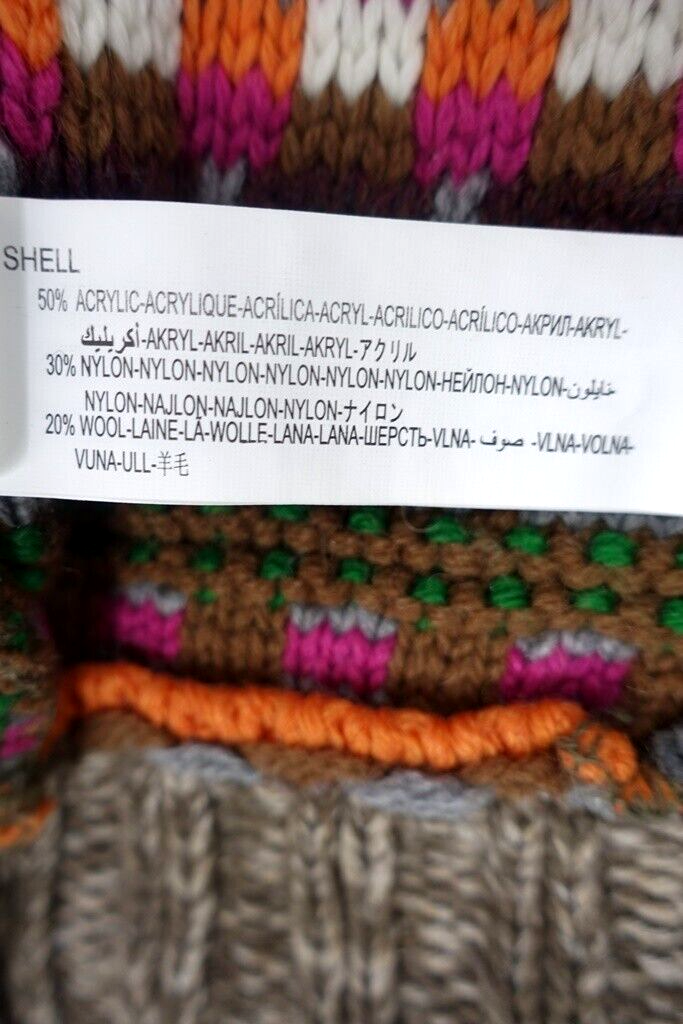 SHELL
50% ACRYLIC-ACRYLIQUE-ACRÍLICA-ACRYL-ACRILICO-ACRÍLICO-АКРИЛ-AKRYL-
أكريليك-AKRYL-AKRIL-AKRIL-AKRYL-アクリル
30% NYLON-NYLON-NYLON-NYLON-NYLON-NYLON-НЕЙЛОН-NYLON-نايلون
NYLON-NAJLON-NAJLON-NYLON-ナイロン
20% WOOL-LAINE-LÃ-WOLLE-LANA-LANA-ШЕРСТЬ-VLNA- صوف -VLNA-VOLNA-
VUNA-ULL-羊毛